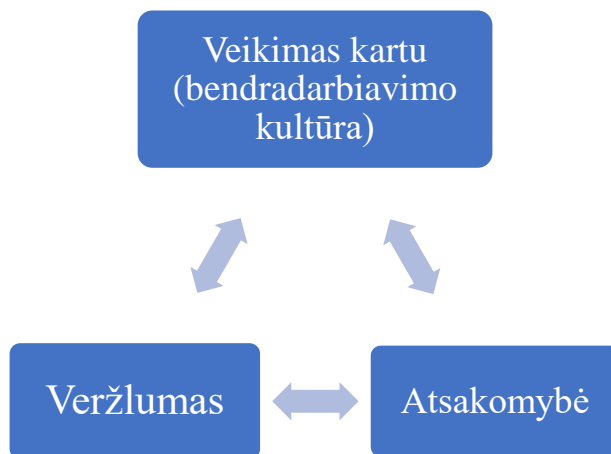 Veikimas kartu
(bendradarbiavimo
kultūra)
Veržlumas
Atsakomybė